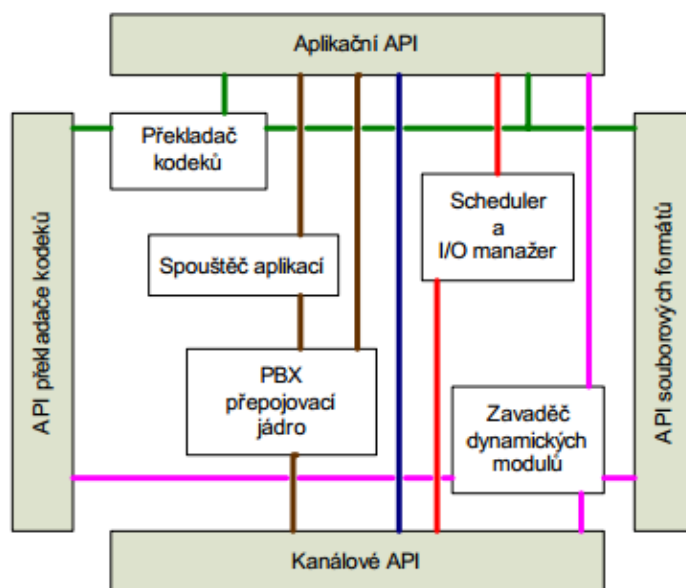 Aplikační API
Překladač
kodeků
Scheduler
a
I/O manažer
Spouštěč aplikací
API překladače kodeků
API souborových formátů
PBX
přepojovací
jádro
Zavaděč
dynamických
modulů
Kanálové API